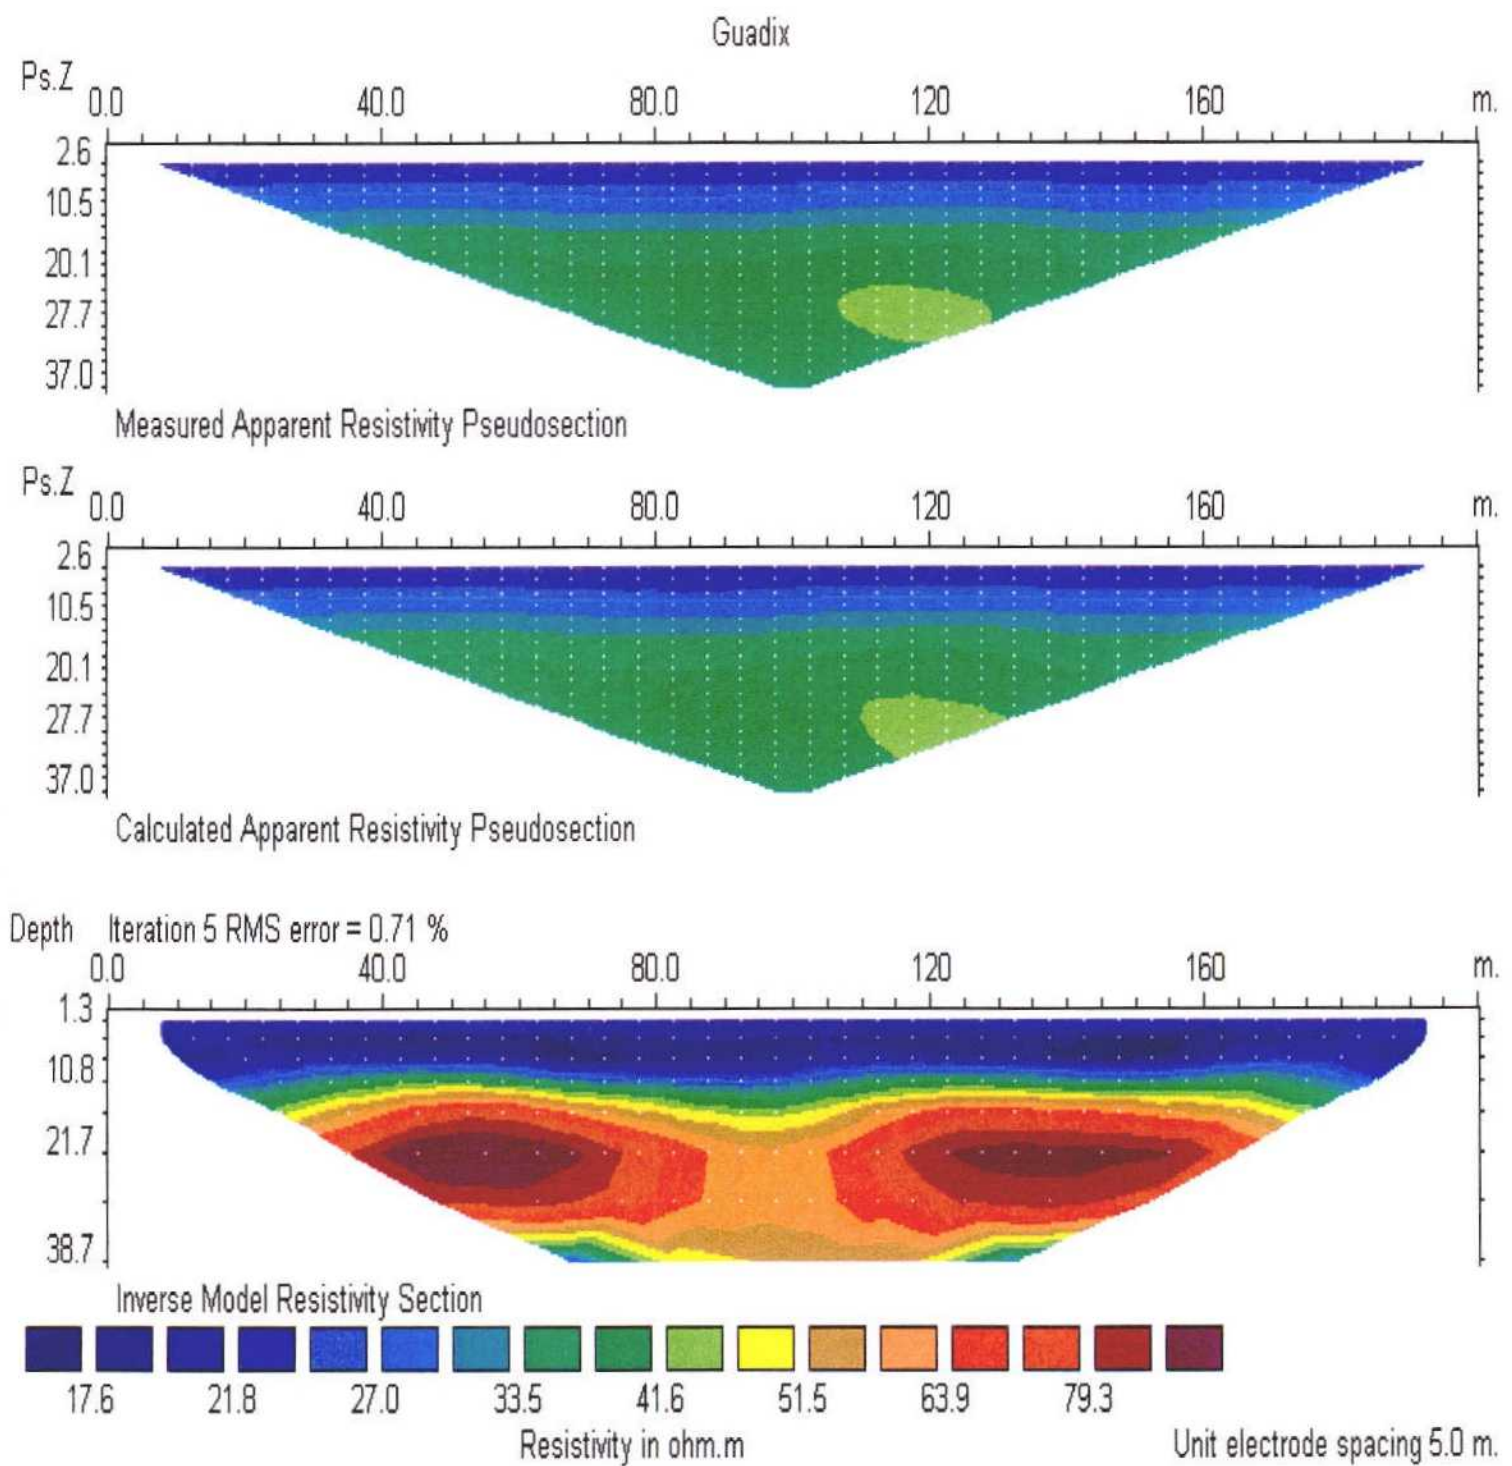 Guadix
Ps.Z
0.0 40.0 80.0 120 160 m.
2.6
10.5
20.1
27.7
37.0
Measured Apparent Resistivity Pseudosection
Ps.Z
0.0 40.0 80.0 120 160 m.
2.6
10.5
20.1
27.7
37.0
Calculated Apparent Resistivity Pseudosection
Depth Iteration 5 RMS error = 0.71 %
0.0 40.0 80.0 120 160 m.
1.3
10.8
21.7
38.7
Inverse Model Resistivity Section
17.6 21.8 27.0 33.5 41.6 51.5 63.9 79.3
Resistivity in ohm.m Unit electrode spacing 5.0 m.